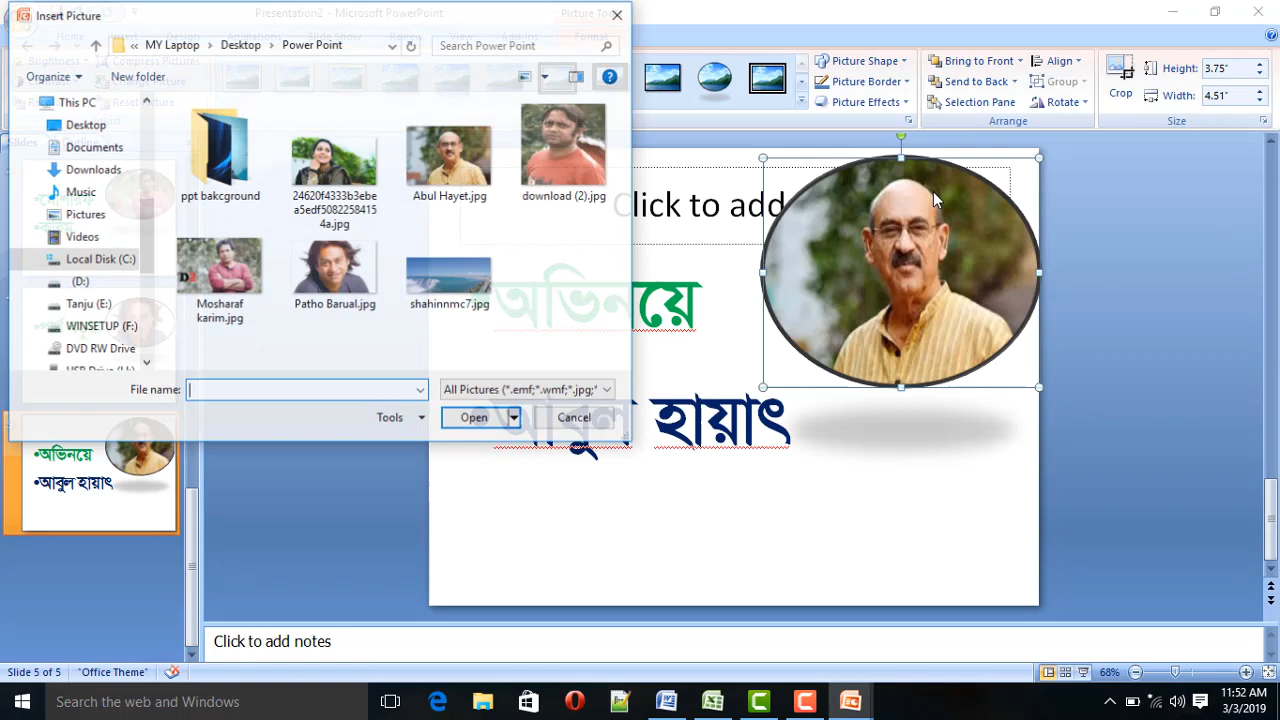 Insert Picture
Presentation2 - Microsoft PowerPoint
Picture To
MY Laptop > Desktop > Power Point
Search Power Point
Organize
New folder
This PC
Desktop
Documents
Downloads
Music
Pictures
Videos
Local Disk (C:)
(D:)
Tanju (E:)
WINSETUP (F:)
DVD RW Drive
ppt bakcground
24620f4333b3ebe
a5edf5082258415
4a.jpg
Abul Hayet.jpg
download (2).jpg
Mosharaf
karim.jpg
Patho Barual.jpg
shahinnmc7.jpg
File name:
All Pictures (*.emf;*.wmf;*.jpg;*
Tools
Open
Cancel
Picture Shape
Picture Border
Picture Effects
Bring to Front
Send to Back
Selection Pane
Align
Group
Rotate
Arrange
Crop
Height: 3.75"
Width: 4.51"
Size
Click to add
অভিনয়ে
আবুল হায়াৎ
•অভিনয়ে
•আবুল হায়াৎ
Click to add notes
Slide 5 of 5
"Office Theme"
68%
Search the web and Windows
11:52 AM
3/3/2019